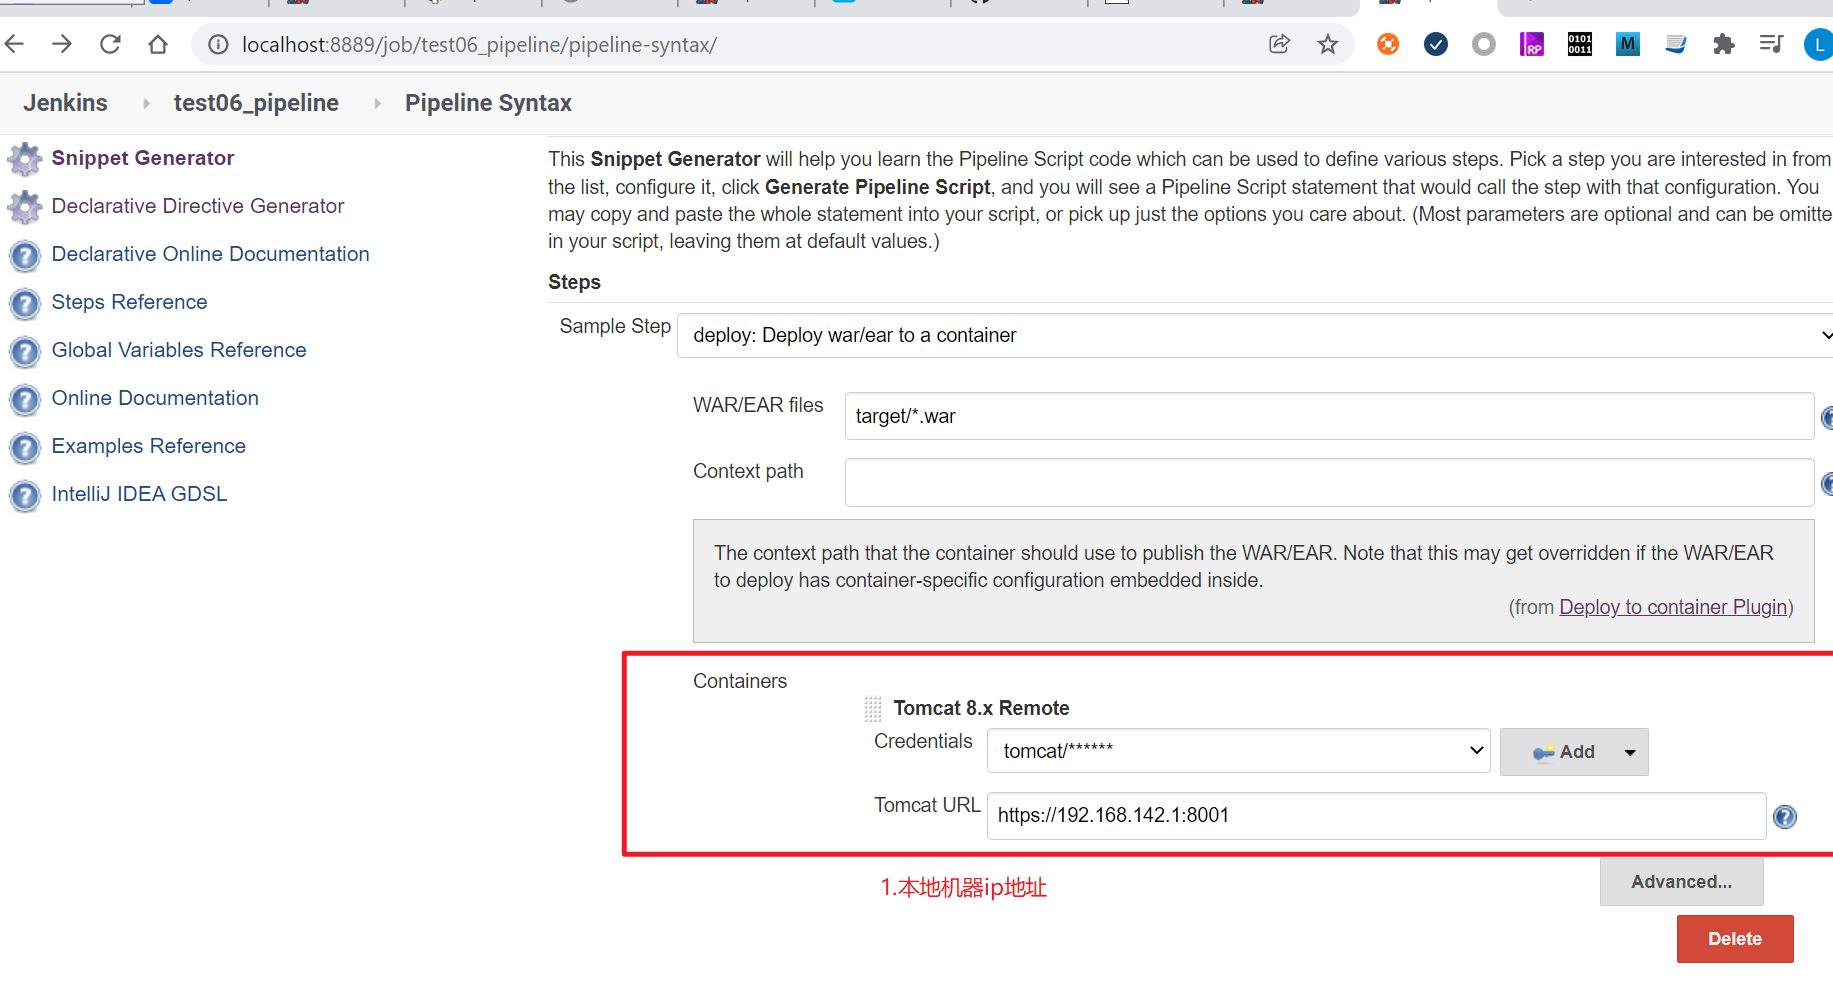 localhost:8889/job/test06_pipeline/pipeline-syntax/
RP
0101
0011
M
L
Jenkins
test06_pipeline
Pipeline Syntax
Snippet Generator
Declarative Directive Generator
Declarative Online Documentation
Steps Reference
Global Variables Reference
Online Documentation
Examples Reference
IntelliJ IDEA GDSL
This Snippet Generator will help you learn the Pipeline Script code which can be used to define various steps. Pick a step you are interested in from
the list, configure it, click Generate Pipeline Script, and you will see a Pipeline Script statement that would call the step with that configuration. You
may copy and paste the whole statement into your script, or pick up just the options you care about. (Most parameters are optional and can be omitte
in your script, leaving them at default values.)
Steps
Sample Step
deploy: Deploy war/ear to a container
WAR/EAR files
target/*.war
Context path
The context path that the container should use to publish the WAR/EAR. Note that this may get overridden if the WAR/EAR
to deploy has container-specific configuration embedded inside.
(from Deploy to container Plugin)
Containers
Tomcat 8.x Remote
Credentials
tomcat/******
Add
Tomcat URL
https://192.168.142.1:8001
1.本地机器ip地址
Advanced...
Delete